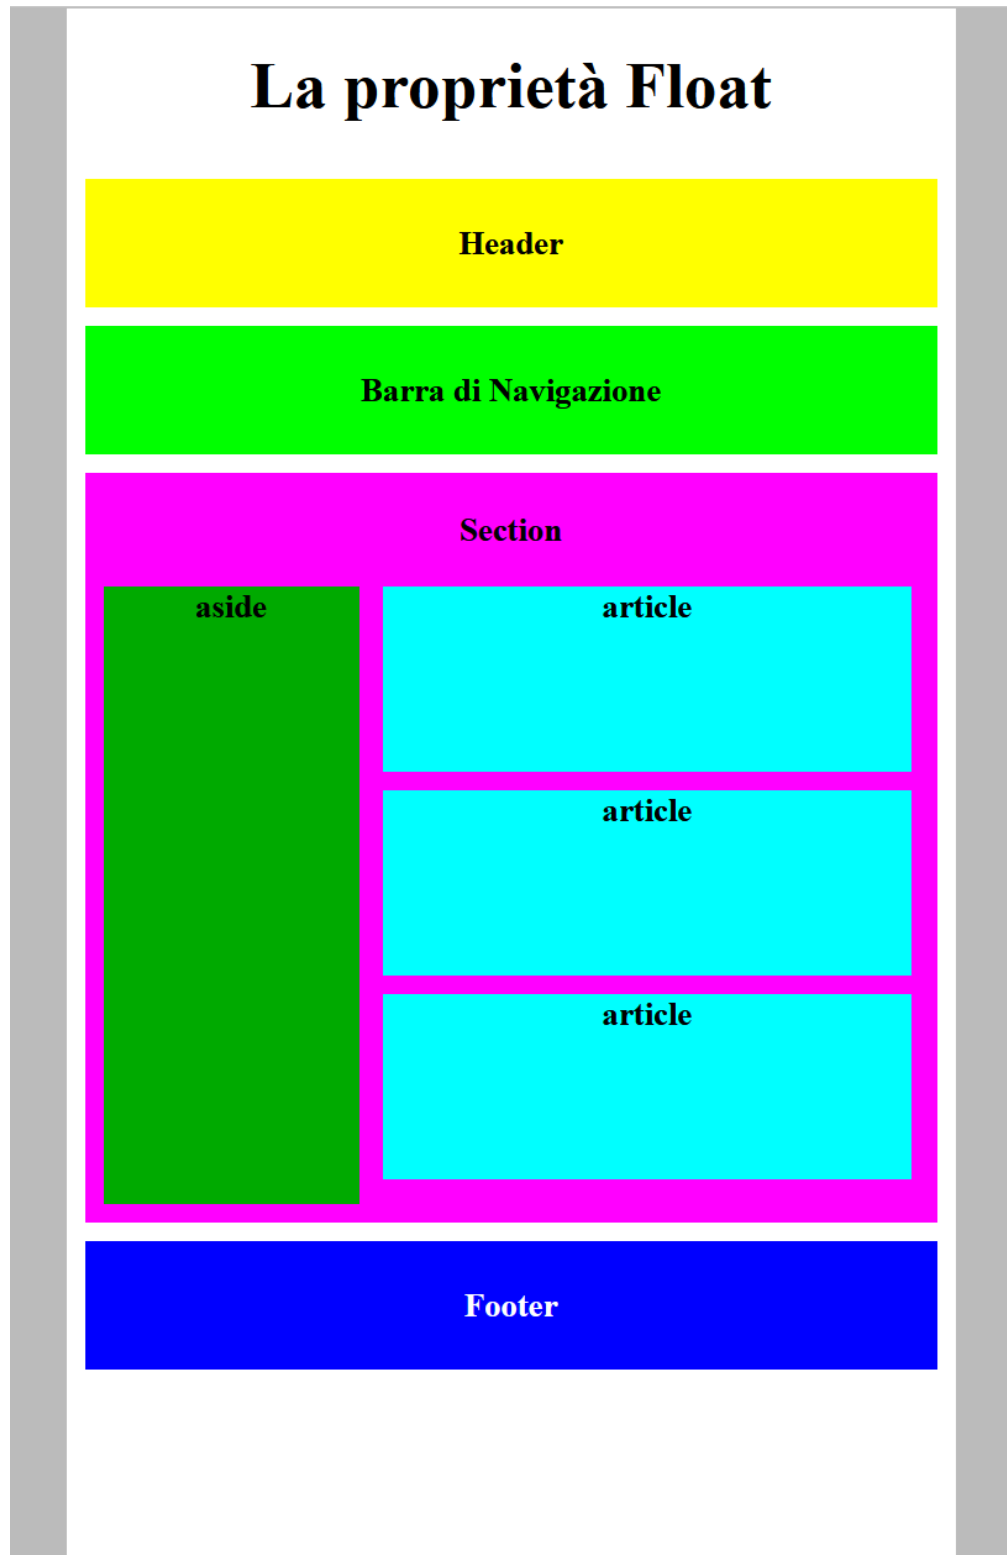 La proprietà Float
Header
Barra di Navigazione
Section
aside
article
article
article
Footer